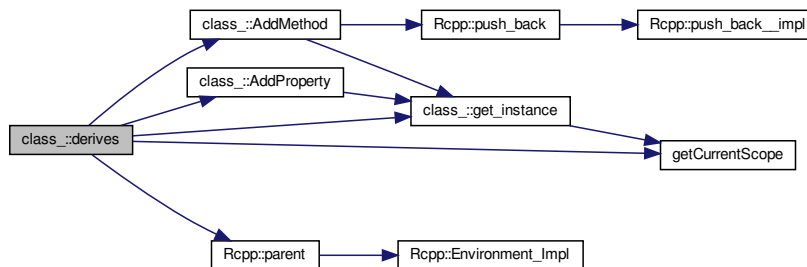 class_::AddMethod
Rcpp::push_back
Rcpp::push_back__impl
class_::AddProperty
class_::get_instance
class_::derives
getCurrentScope
Rcpp::parent
Rcpp::Environment_Impl